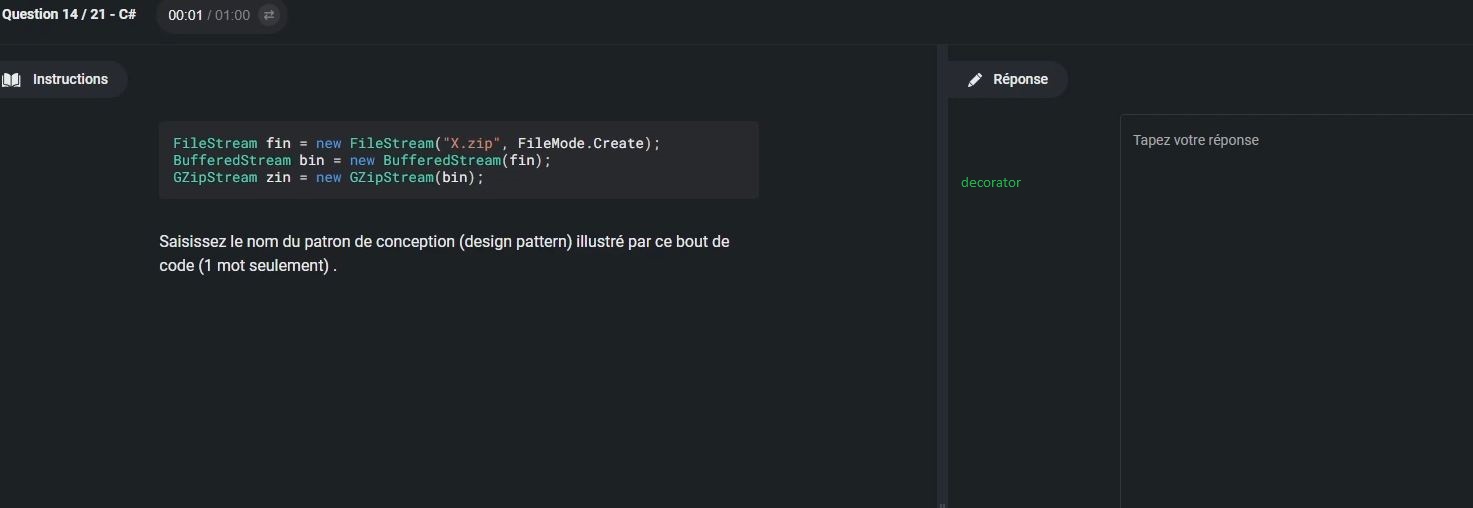 Question 14 / 21 - C#
00:01 / 01:00
Instructions
Réponse
FileStream fin = new FileStream("X.zip", FileMode.Create);
BufferedStream bin = new BufferedStream(fin);
GZipStream zin = new GZipStream(bin);
Tapez votre réponse
decorator
Saisissez le nom du patron de conception (design pattern) illustré par ce bout de
code (1 mot seulement) .